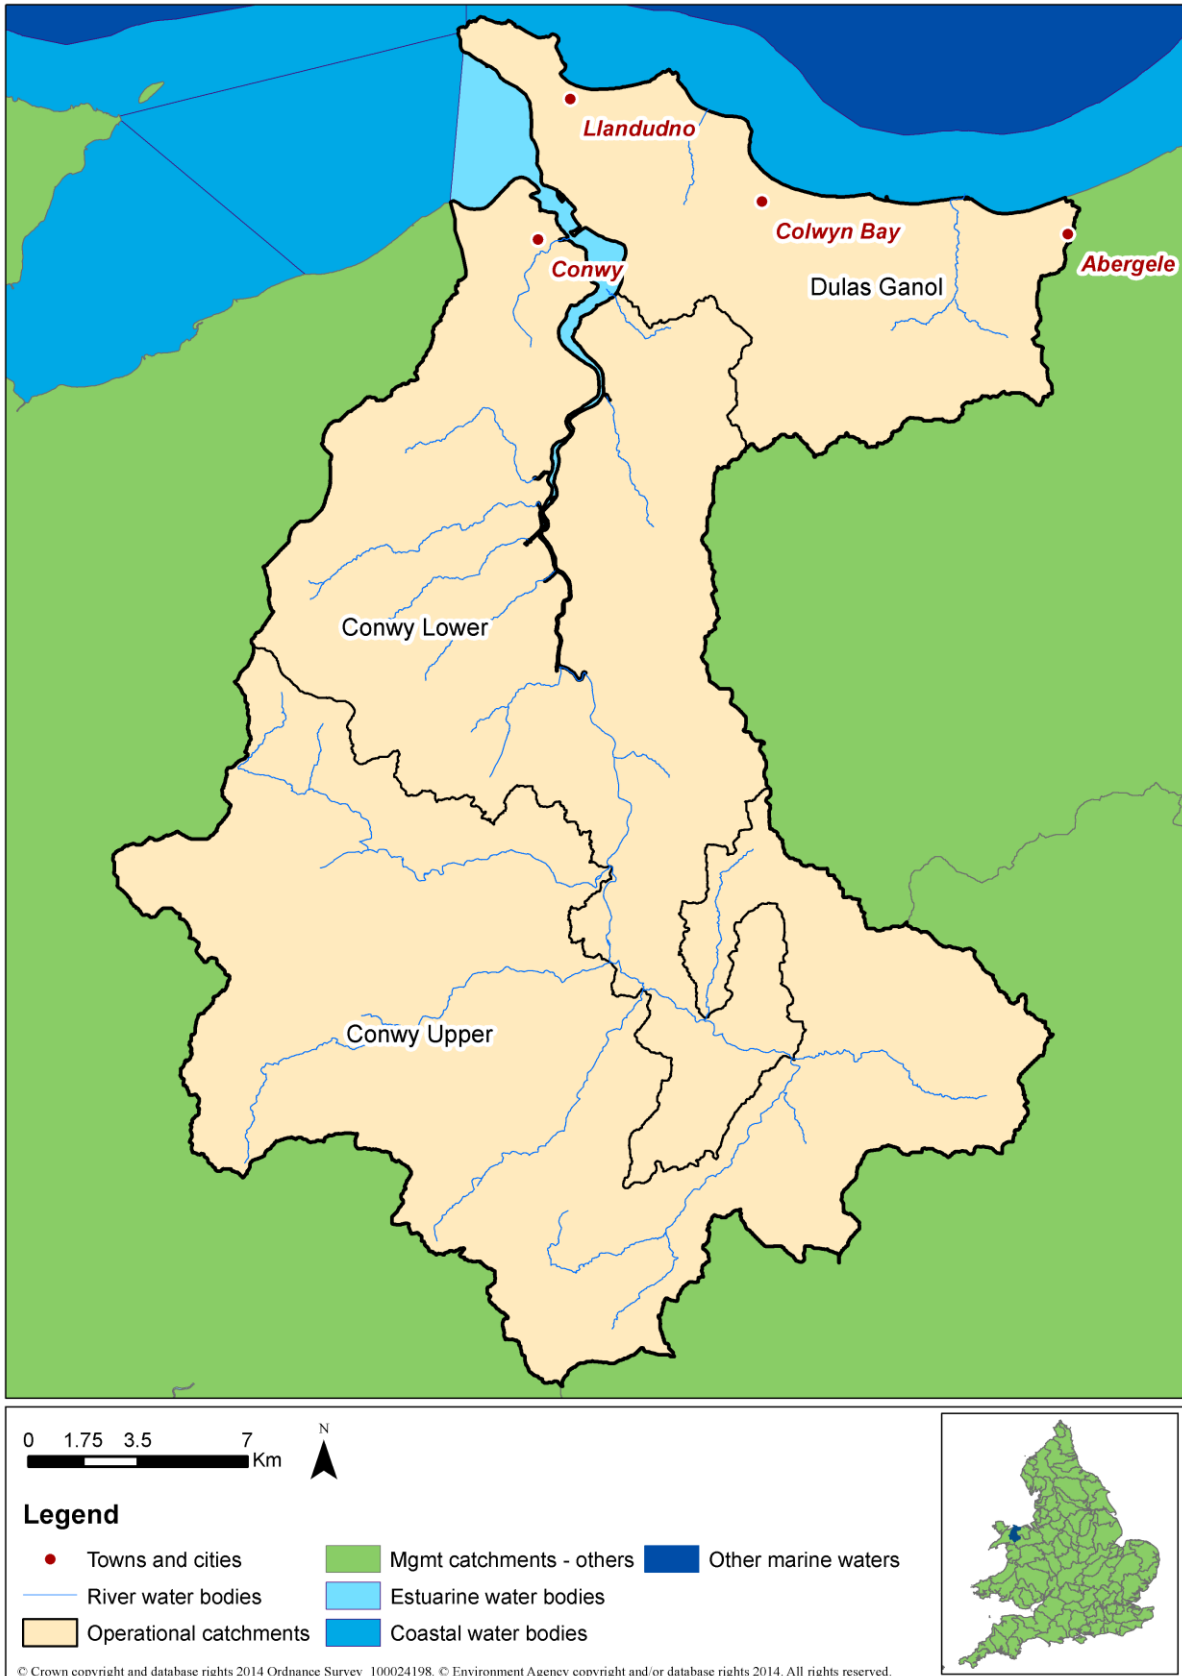 Llandudno
Colwyn Bay
Conwy
Abergele
Dulas Ganol
Conwy Lower
Conwy Upper
0 1.75 3.5 7
Km
N
Legend
Towns and cities
River water bodies
Operational catchments
Mgmt catchments - others
Estuarine water bodies
Coastal water bodies
Other marine waters
© Crown copyright and database rights 2014 Ordnance Survey 100024198. © Environment Agency copyright and/or database rights 2014. All rights reserved.